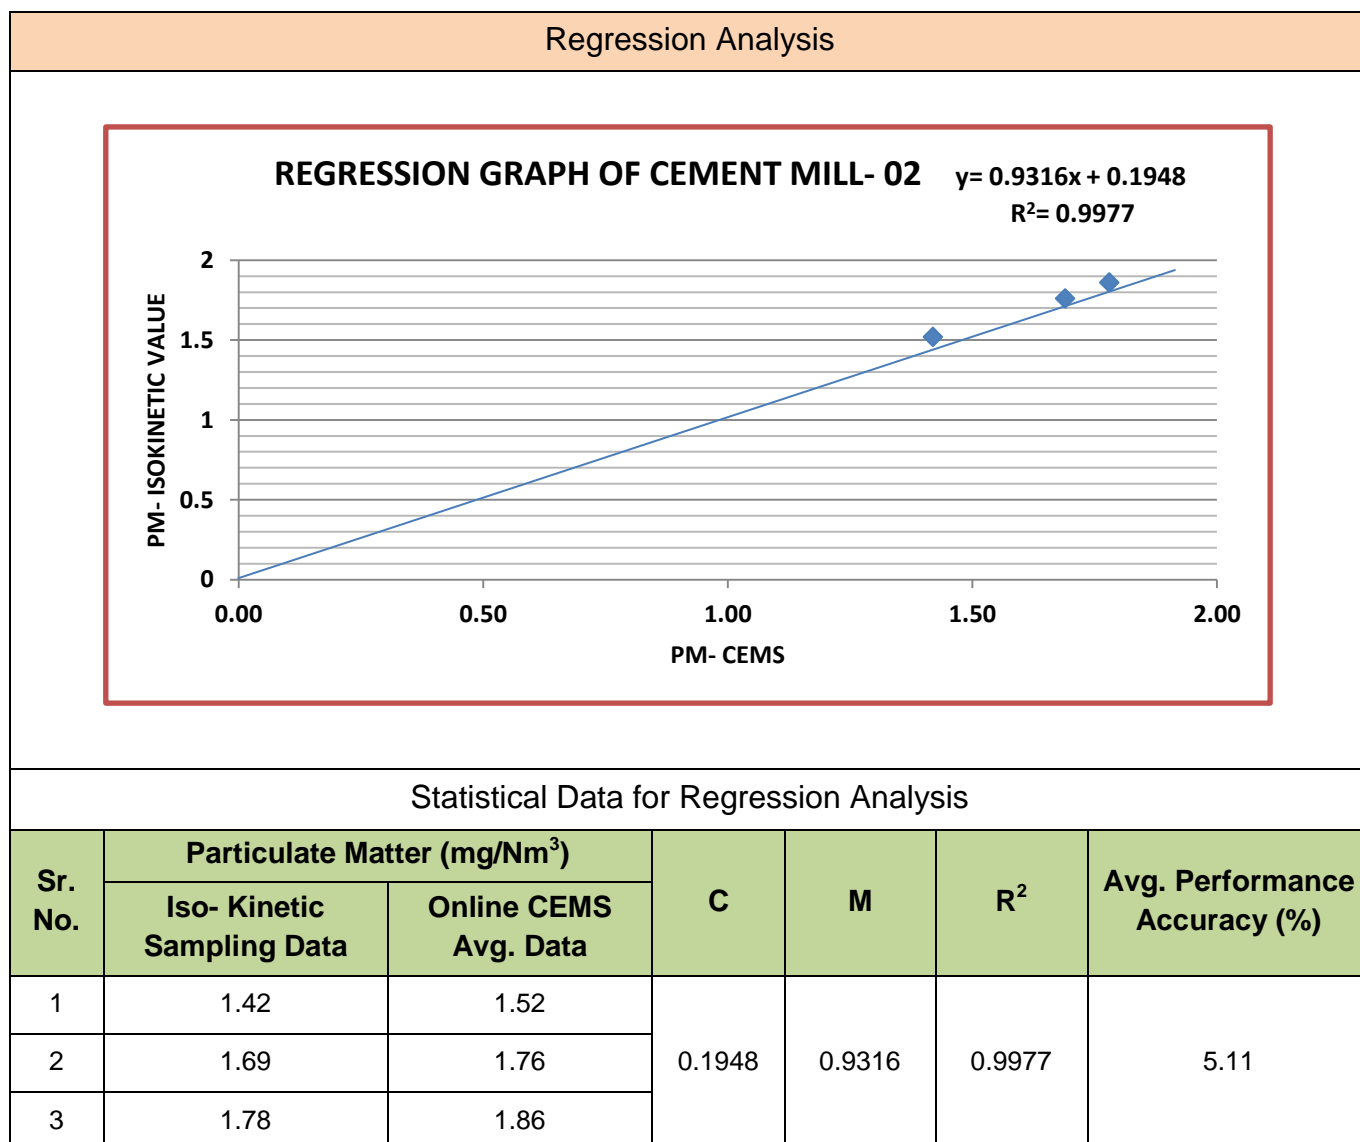 Regression Analysis
REGRESSION GRAPH OF CEMENT MILL- 02
y= 0.9316x + 0.1948
R²= 0.9977
PM- ISOKINETIC VALUE
2
1.5
1
0.5
0
0.00 0.50 1.00 1.50 2.00
PM- CEMS
Statistical Data for Regression Analysis
Sr. No.
Particulate Matter (mg/Nm³)
Iso- Kinetic
Sampling Data
Online CEMS
Avg. Data
C
M
R²
Avg. Performance
Accuracy (%)
1 1.42 1.52
2 1.69 1.76 0.1948 0.9316 0.9977 5.11
3 1.78 1.86